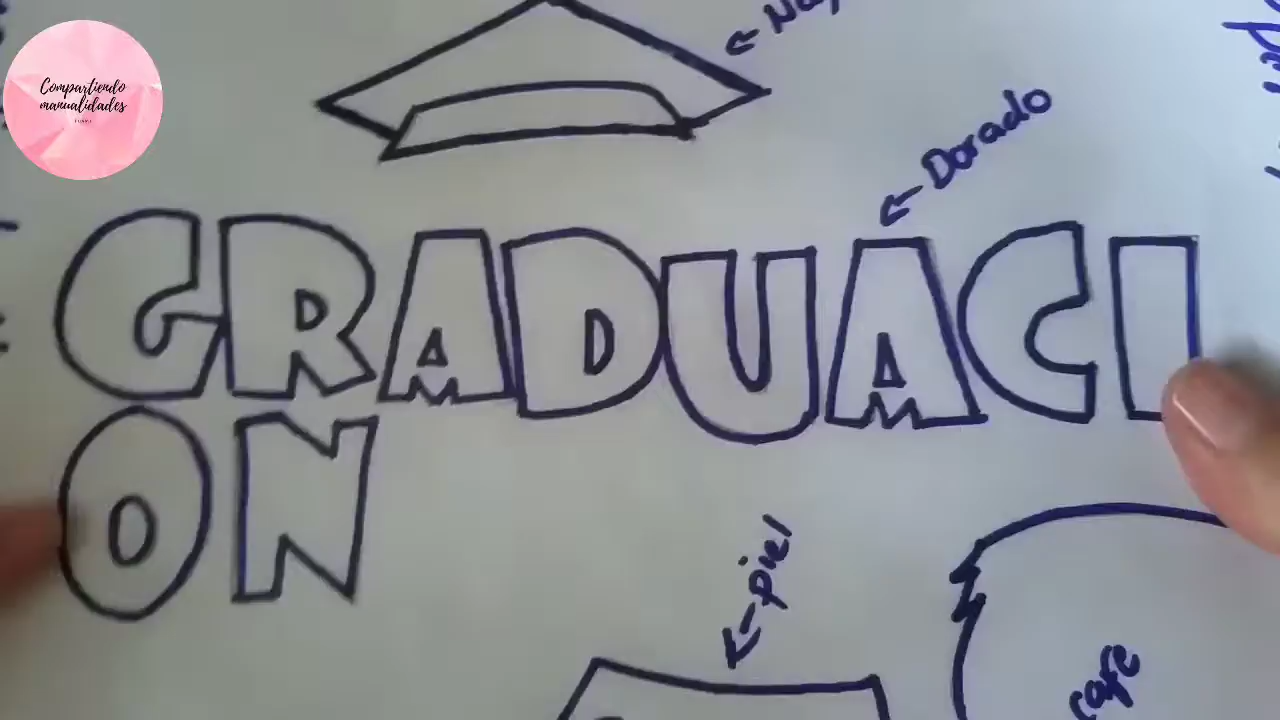 Compartiendo
manualidades
Dorado
GRADUACI
ON
piel
cafe